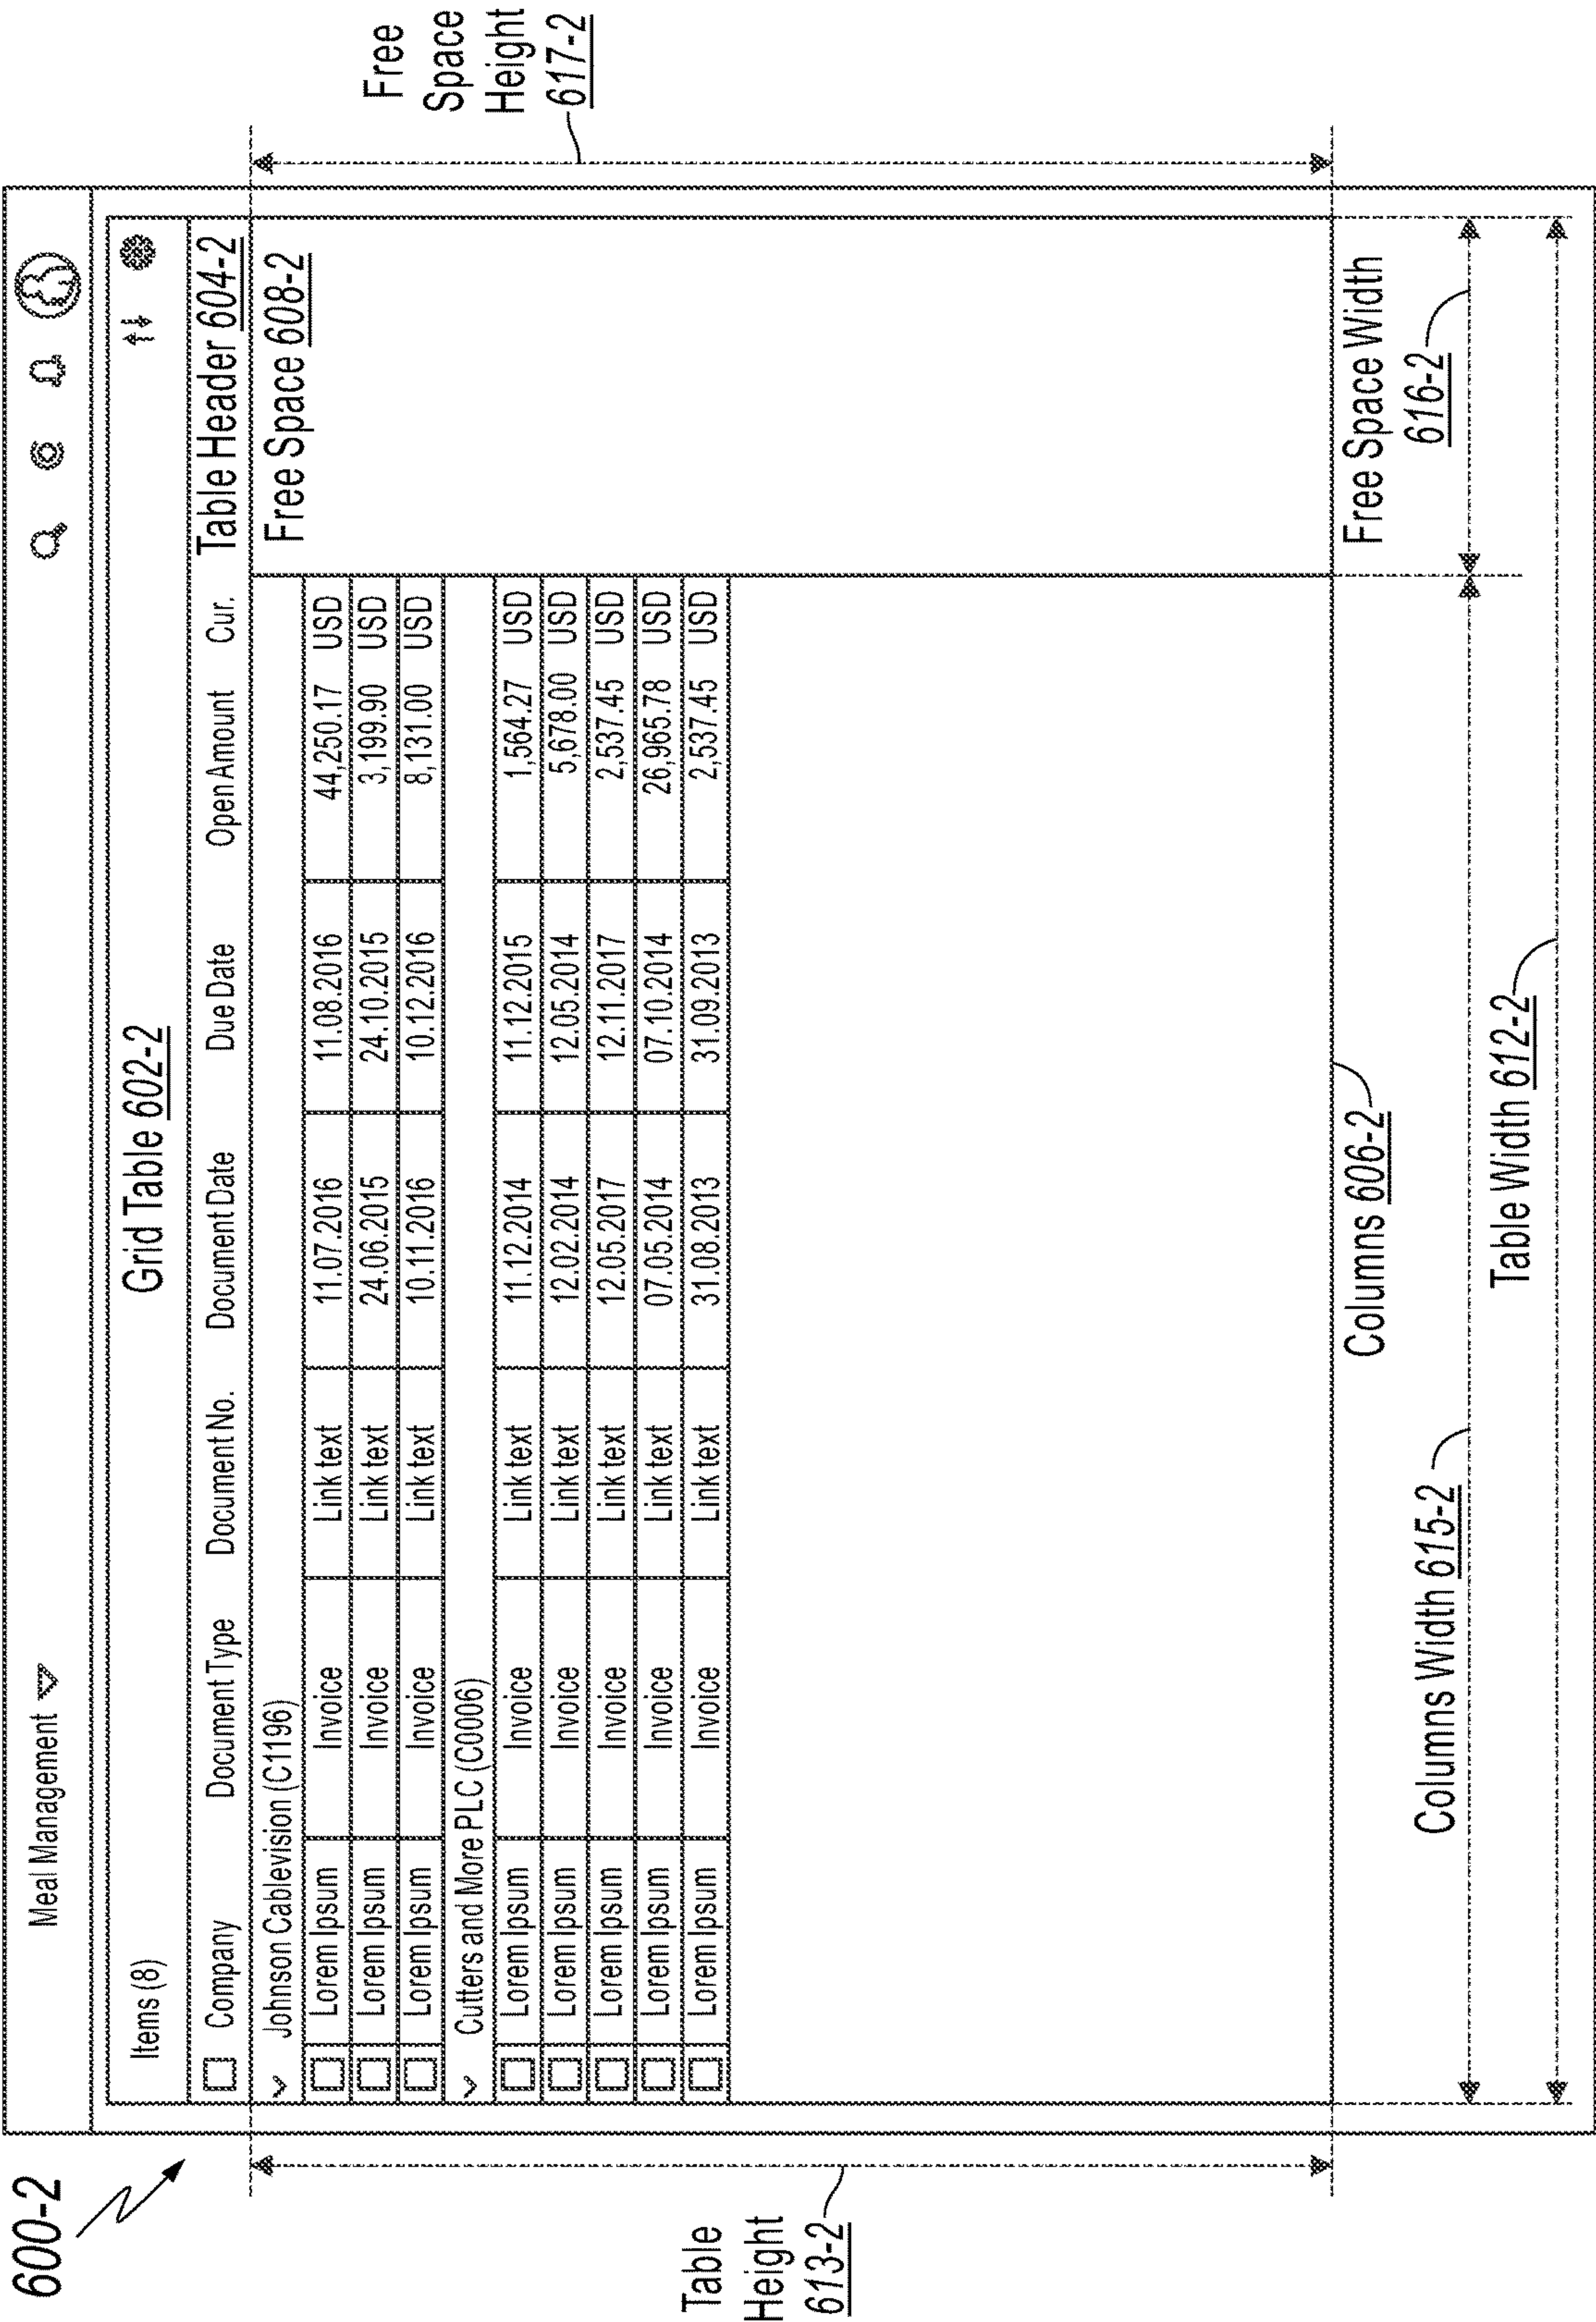 600-2
Meal Management
Items (8)
Grid Table 602-2
Company Document Type Document No. Document Date Due Date Open Amount Cur. Table Header 604-2
Johnson Cablevision (C1196)
Free Space 608-2
Lorem Ipsum Invoice Link text 11.07.2016 11.08.2016 44,250.17 USD
Lorem Ipsum Invoice Link text 24.06.2015 24.10.2015 3,199.90 USD
Lorem Ipsum Invoice Link text 10.11.2016 10.12.2016 8,131.00 USD
Cutters and More PLC (C0006)
Lorem Ipsum Invoice Link text 11.12.2014 11.12.2015 1,564.27 USD
Lorem Ipsum Invoice Link text 12.02.2014 12.05.2014 5,678.00 USD
Lorem Ipsum Invoice Link text 12.05.2017 12.11.2017 2,537.45 USD
Lorem Ipsum Invoice Link text 07.05.2014 07.10.2014 26,965.78 USD
Lorem Ipsum Invoice Link text 31.08.2013 31.09.2013 2,537.45 USD
Table
Height
613-2
Free
Space
Height
617-2
Columns 606-2
Free Space Width
616-2
Columns Width 615-2
Table Width 612-2